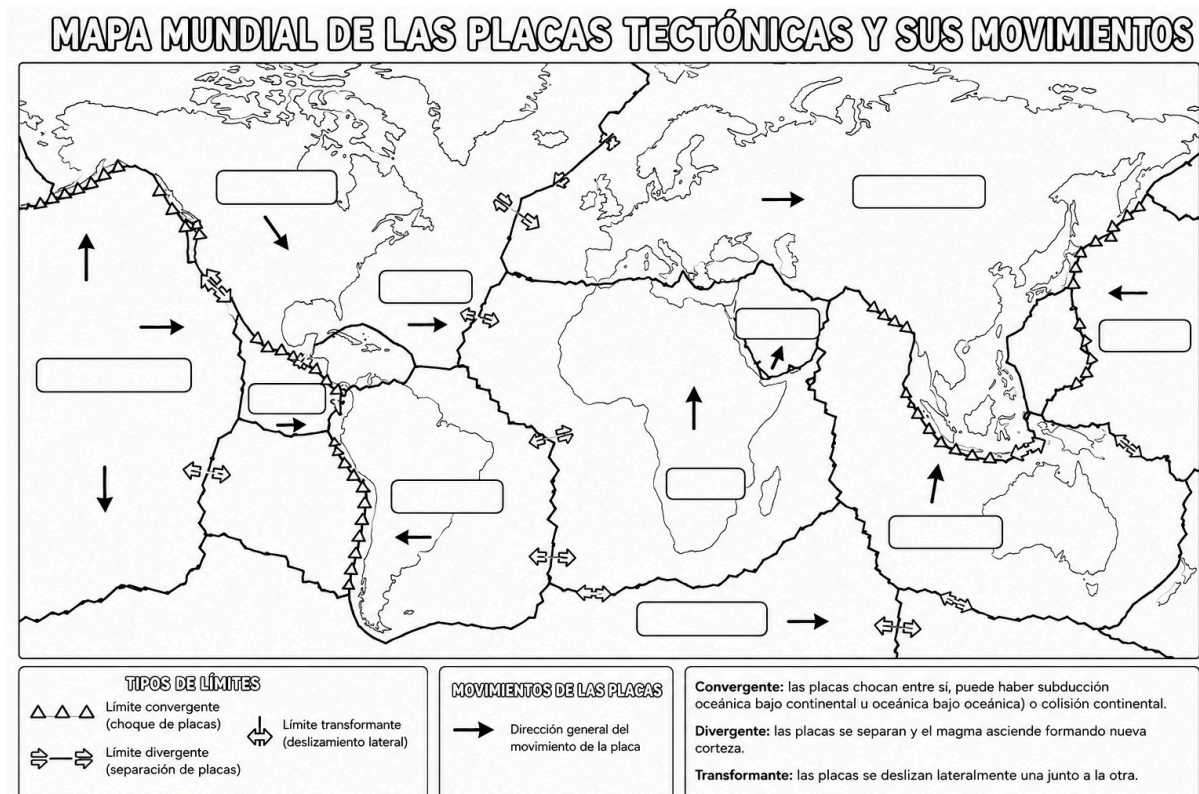 MAPA MUNDIAL DE LAS PLACAS TECTÓNICAS Y SUS MOVIMIENTOS
TIPOS DE LÍMITES
Límite convergente
(choque de placas)
Límite divergente
(separación de placas)
Límite transformante
(deslizamiento lateral)
MOVIMIENTOS DE LAS PLACAS
Dirección general del
movimiento de la placa
Convergente: las placas chocan entre sí, puede haber subducción
oceánica bajo continental u oceánica bajo oceánica) o colisión continental.
Divergente: las placas se separan y el magma asciende formando nueva
corteza.
Transformante: las placas se deslizan lateralmente una junto a la otra.